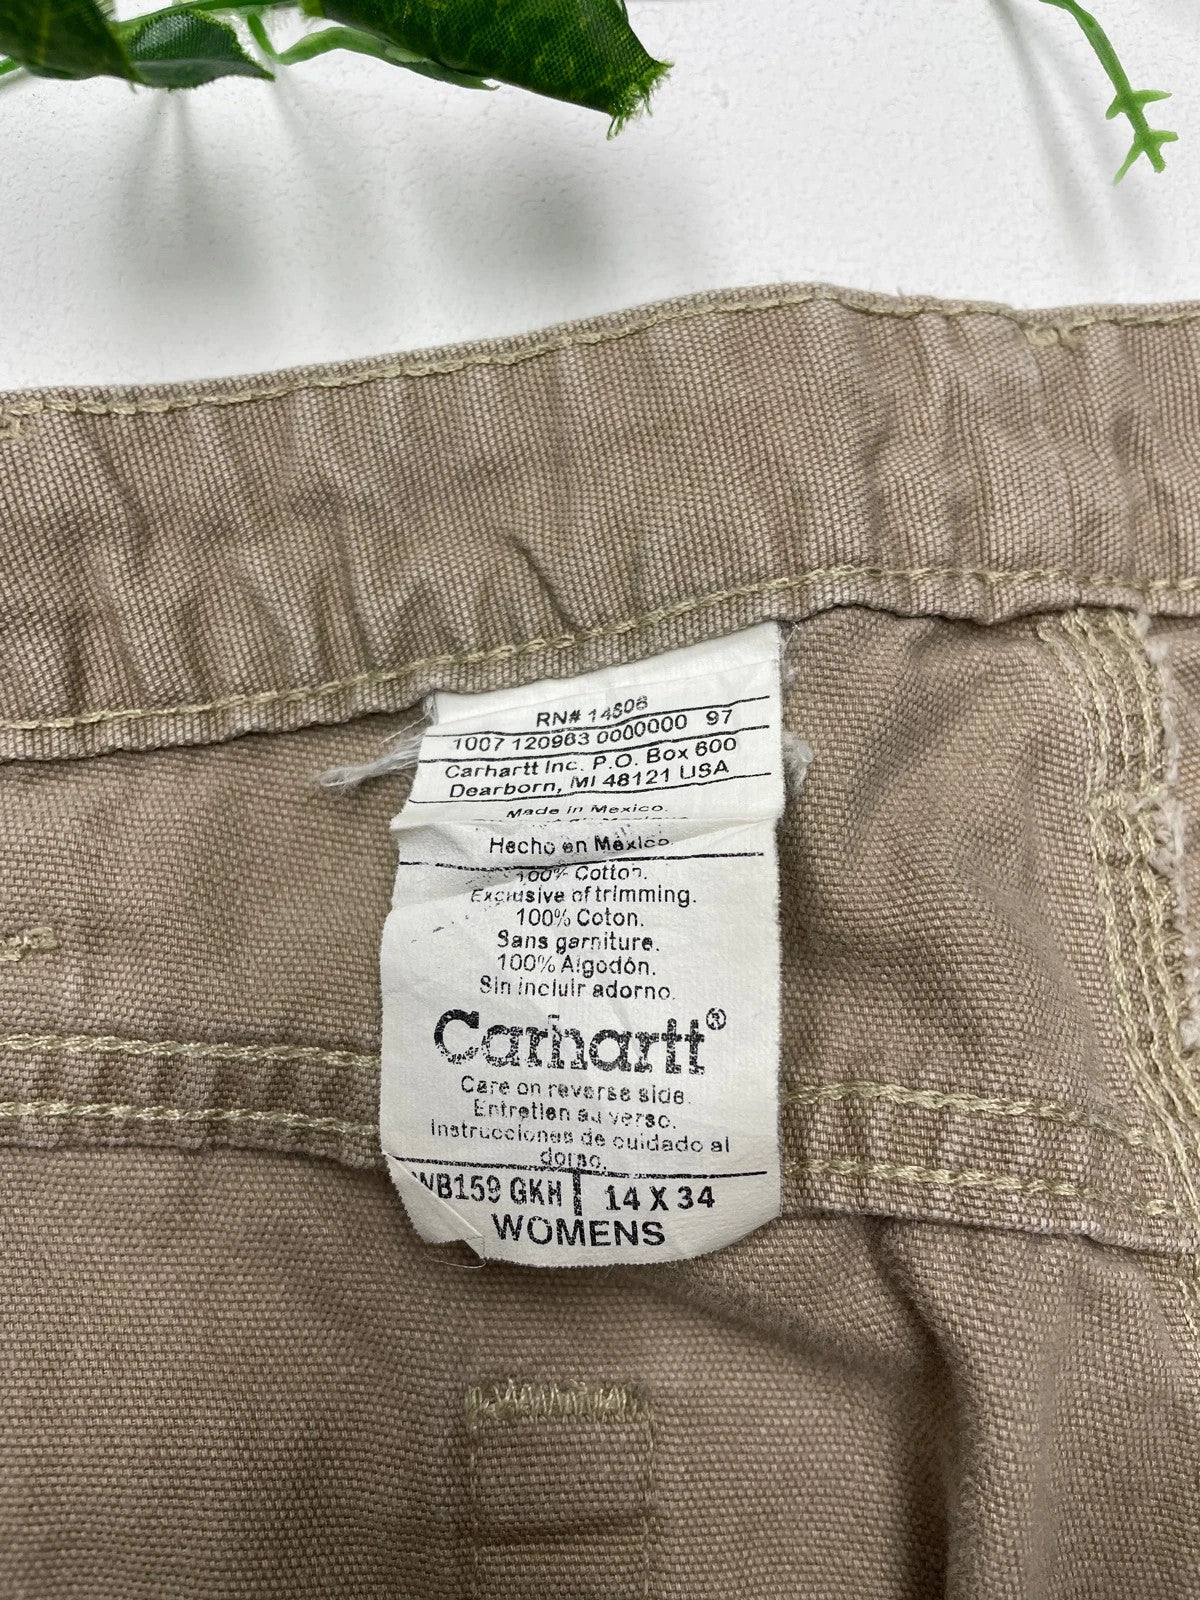 RN# 14806
1007 120963 0000000 97
Carhartt Inc. P.O. Box 600
Dearborn, MI 48121 USA
Made in Mexico.
Hecho en México.
100% Cotton.
Exclusive of trimming.
100% Coton.
Sans garniture.
100% Algodón.
Sin incluir adorno.
Carhartt®
Care on reverse side.
Entretien au verso.
Instrucciones de cuidado al
dorso.
WB159 GKH | 14 X 34
WOMENS